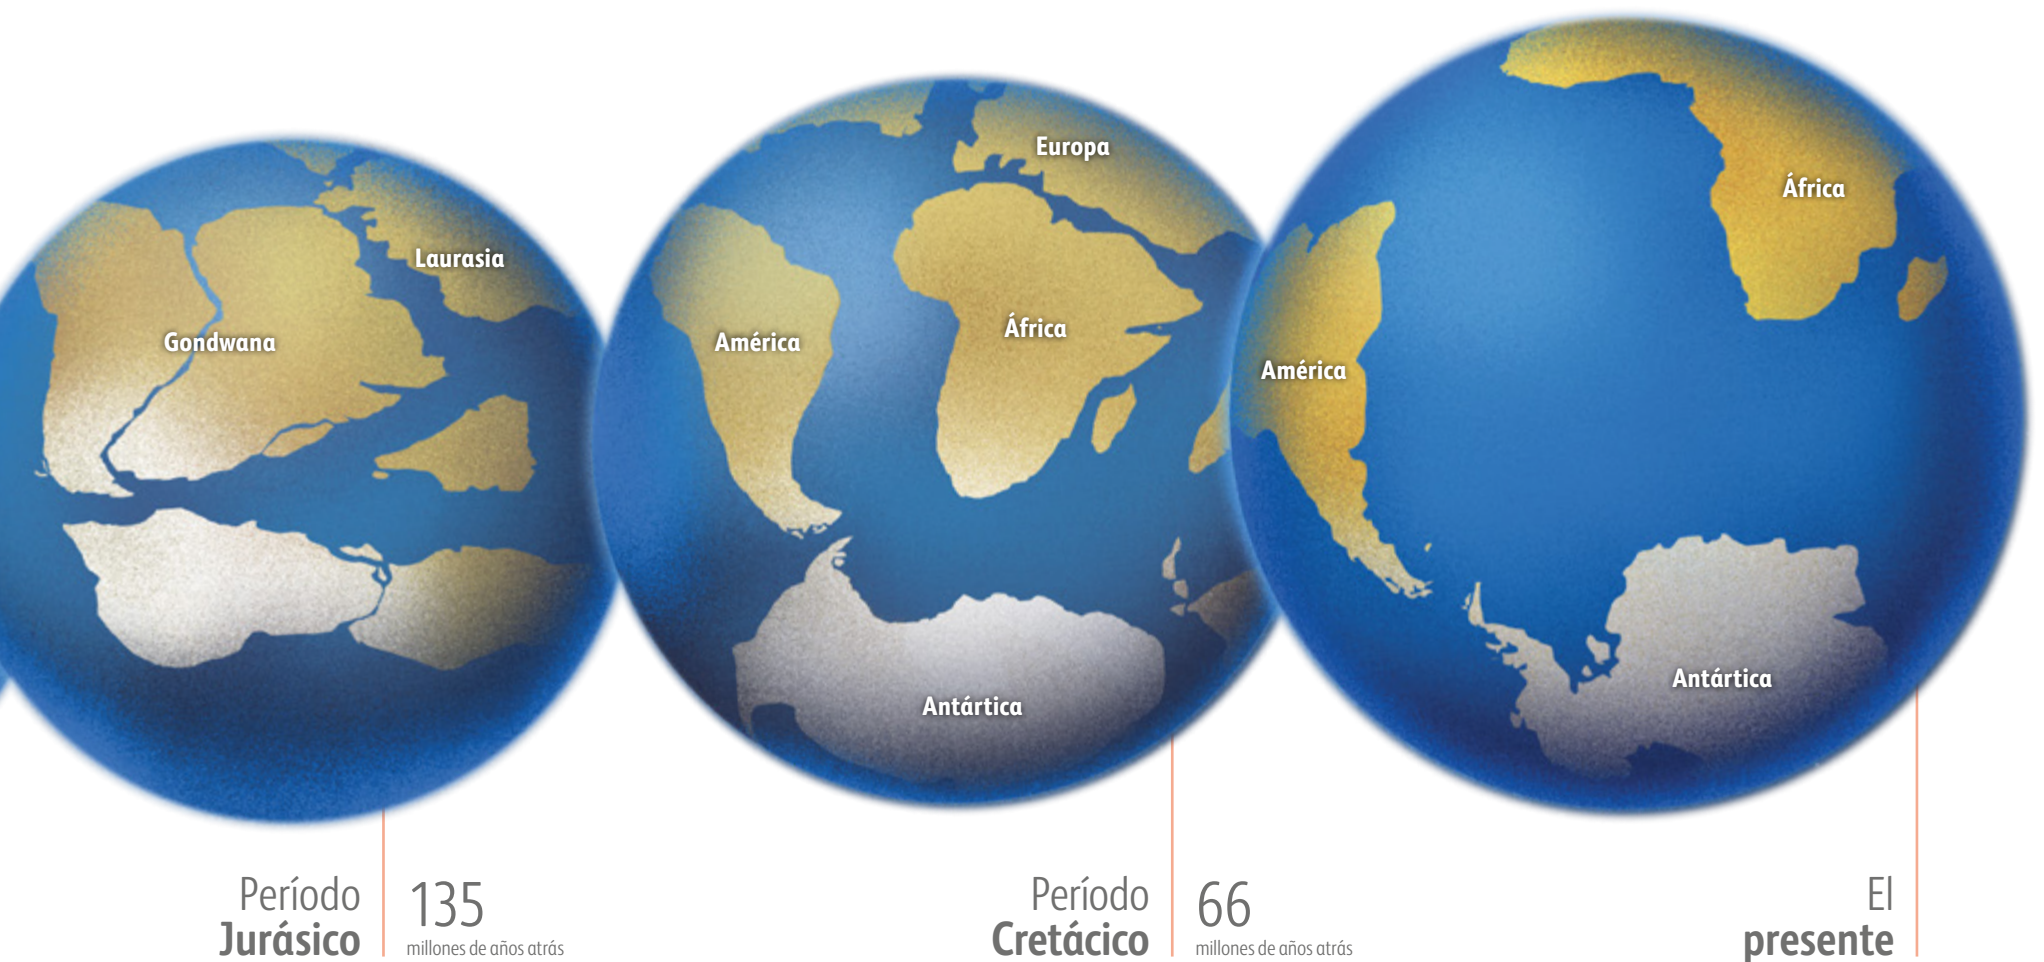 Laurasia
Gondwana
Período
Jurásico
135
millones de años atrás
Europa
América
África
Antártica
Período
Cretácico
66
millones de años atrás
África
América
Antártica
El
presente